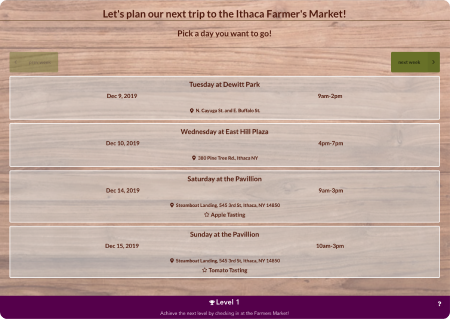 Let's plan our next trip to the Ithaca Farmer's Market!
Pick a day you want to go!
next week
Tuesday at Dewitt Park
Dec 9, 2019 9am-2pm
N. Cayuga St. and E. Buffalo St.
Wednesday at East Hill Plaza
Dec 10, 2019 4pm-7pm
380 Pine Tree Rd., Ithaca NY
Saturday at the Pavillion
Dec 14, 2019 9am-3pm
Steamboat Landing, 545 3rd St, Ithaca, NY 14850
Apple Tasting
Sunday at the Pavillion
Dec 15, 2019 10am-3pm
Steamboat Landing, 545 3rd St, Ithaca, NY 14850
Tomato Tasting
Level 1 ?
Achieve the next level by checking in at the Farmers Market!